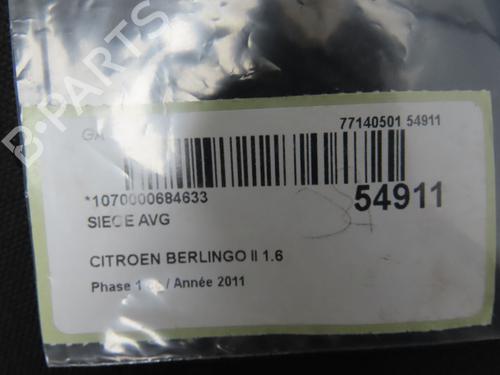 B-PARTS
77140501 54911
*1070000684633
54911
SIEGE AVG
CITROEN BERLINGO II 1.6
Phase 1 / Année 2011